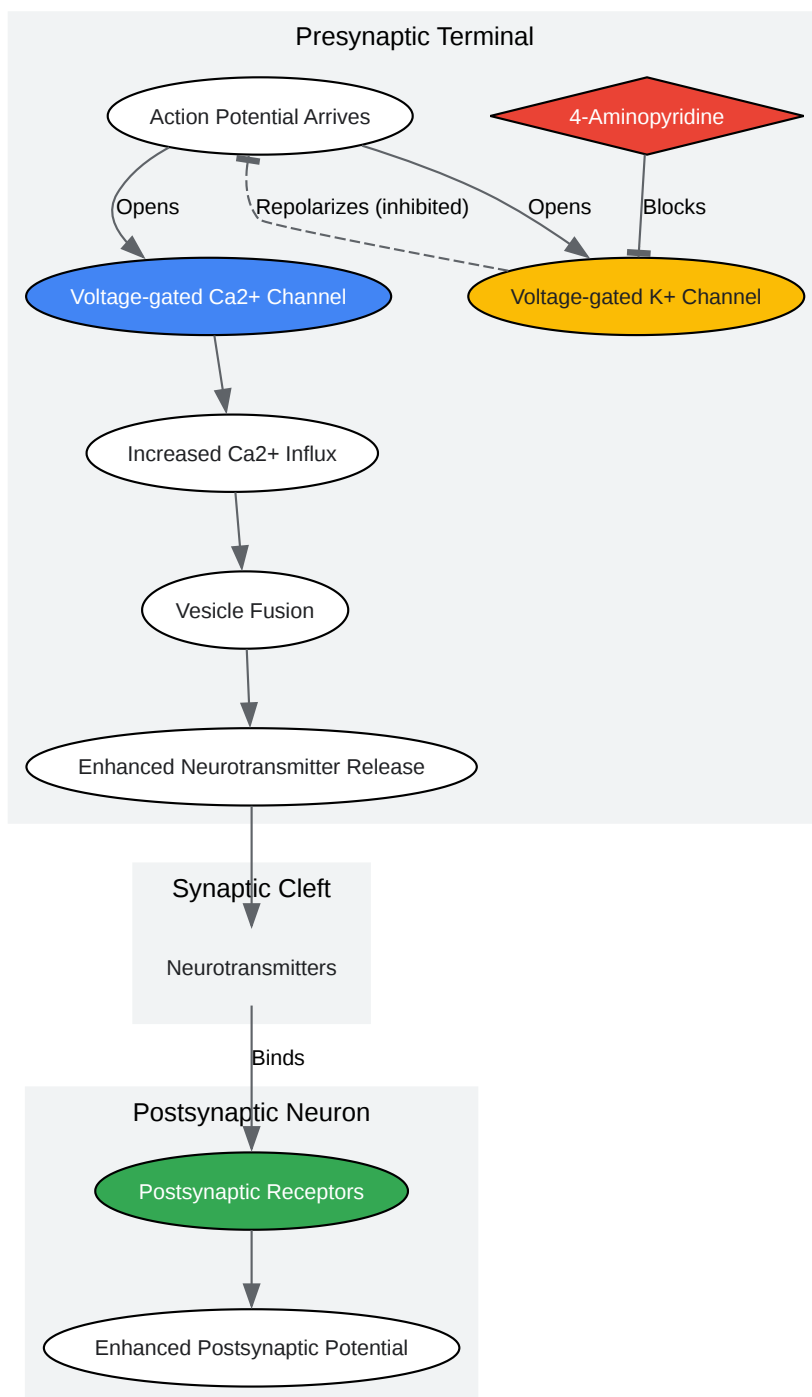 Presynaptic Terminal
Action Potential Arrives
4-Aminopyridine
Opens
Repolarizes (inhibited)
Opens
Blocks
Voltage-gated Ca2+ Channel
Voltage-gated K+ Channel
Increased Ca2+ Influx
Vesicle Fusion
Enhanced Neurotransmitter Release
Synaptic Cleft
Neurotransmitters
Binds
Postsynaptic Neuron
Postsynaptic Receptors
Enhanced Postsynaptic Potential